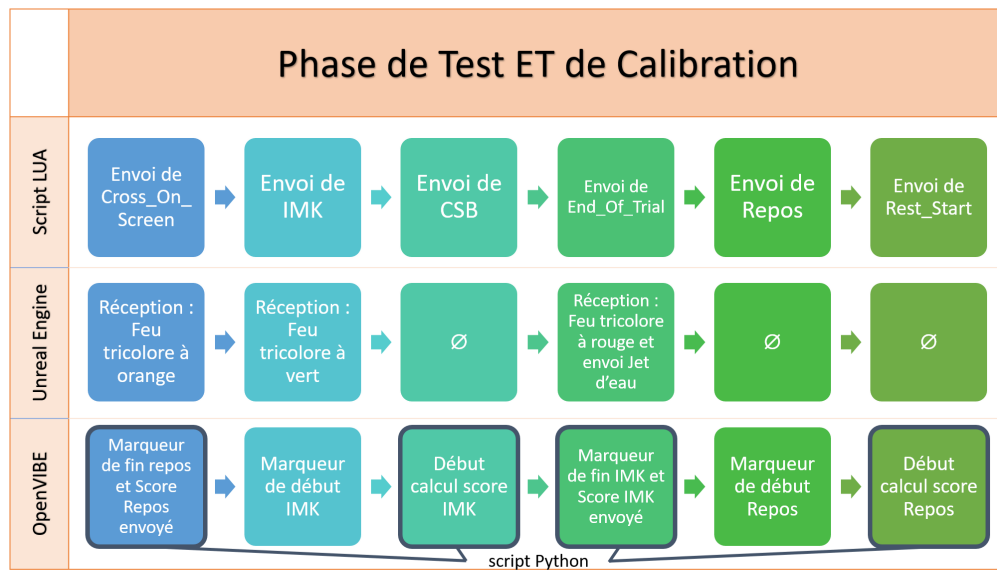 Phase de Test ET de Calibration
Script LUA
Envoi de
Cross_On_
Screen
Envoi de
IMK
Envoi de
CSB
Envoi de
End_Of_Trial
Envoi de
Repos
Envoi de
Rest_Start
Unreal Engine
Réception :
Feu
tricolore à
orange
Réception :
Feu
tricolore à
vert
∅
Réception :
Feu tricolore
à rouge et
envoi Jet
d'eau
∅
∅
OpenVIBE
Marqueur
de fin repos
et Score
Repos
envoyé
Marqueur
de début
IMK
Début
calcul score
IMK
Marqueur
de fin IMK et
Score IMK
envoyé
Marqueur
de début
Repos
Début
calcul score
Repos
script Python